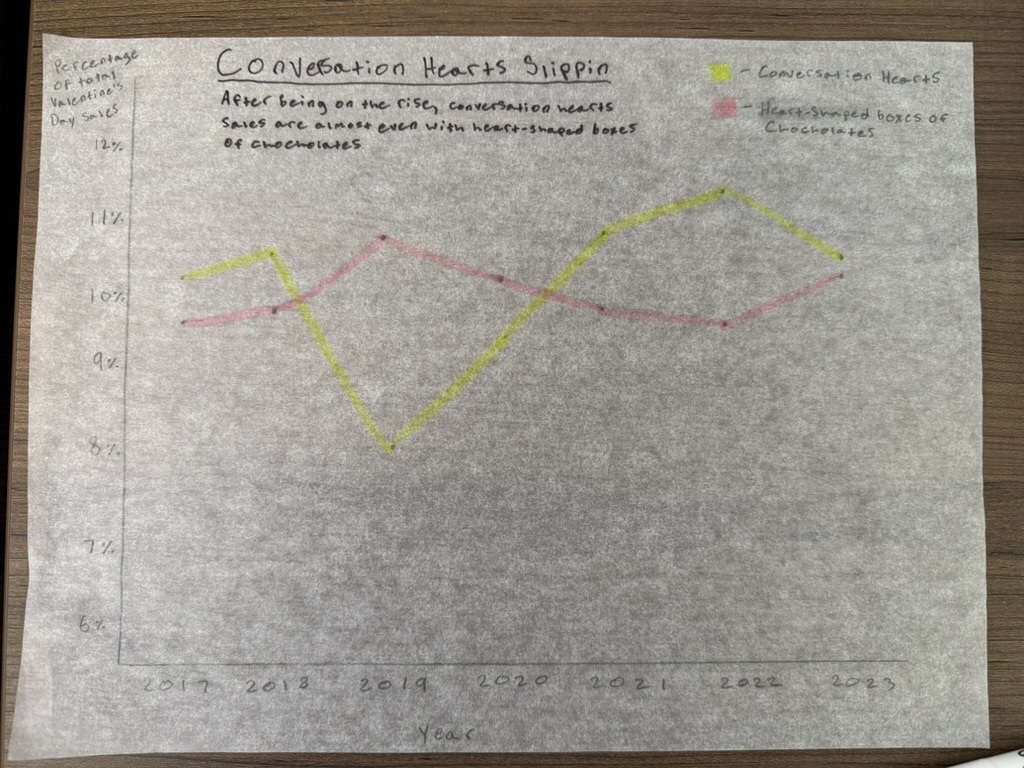 Percentage
of total
Valentine's
Day Sales
Conversation Hearts Slippin
After being on the rise, conversation hearts
sales are almost even with heart-shaped boxes
of chocholates
- Conversation Hearts
- Heart-shaped boxes of
Chocholates
12%
11%
10%
9%
8%
7%
6%
2017 2018 2019 2020 2021 2022 2023
Year